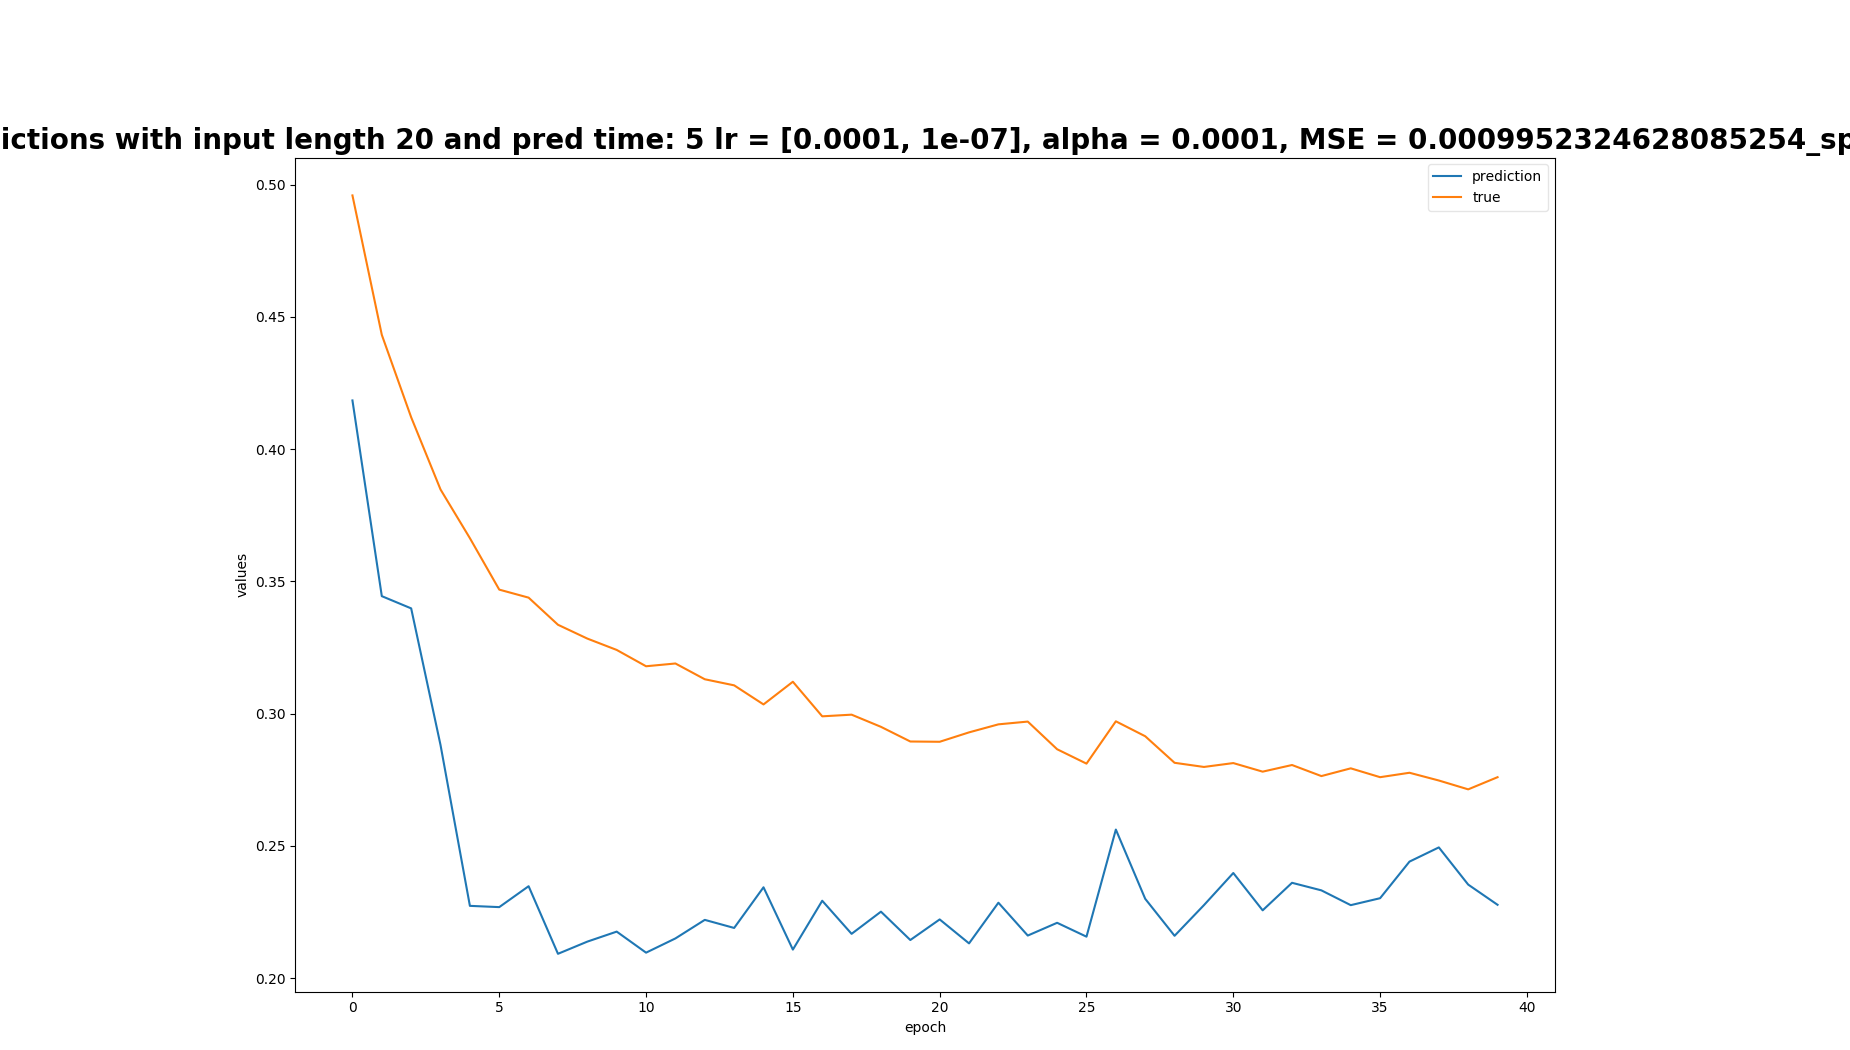 ictions with input length 20 and pred time: 5 lr = [0.0001, 1e-07], alpha = 0.0001, MSE = 0.0009952324628085254_sp
prediction
true
0.50
0.45
0.40
0.35
0.30
0.25
0.20
values
0 5 10 15 20 25 30 35 40
epoch